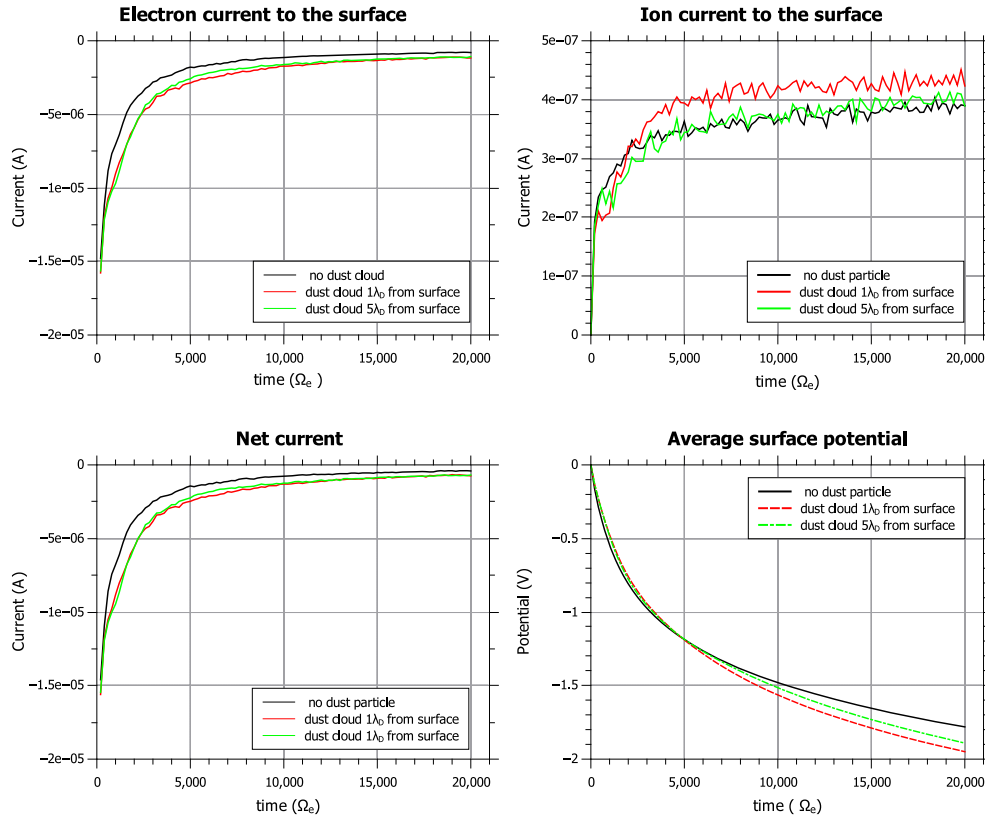 Electron current to the surface
0
−5e−06
−1e−05
−1.5e−05
−2e−05
Current (A)
no dust cloud
dust cloud 1λD from surface
dust cloud 5λD from surface
0
5,000
10,000
15,000
20,000
time (Ωe )
Ion current to the surface
5e−07
4e−07
3e−07
2e−07
1e−07
0
Current (A)
no dust particle
dust cloud 1λD from surface
dust cloud 5λD from surface
0
5,000
10,000
15,000
20,000
time (Ωe)
Net current
0
−5e−06
−1e−05
−1.5e−05
−2e−05
Current (A)
no dust particle
dust cloud 1λD from surface
dust cloud 1λD from surface
0
5,000
10,000
15,000
20,000
time (Ωe)
Average surface potential
0
−0.5
−1
−1.5
−2
Potential (V)
no dust particle
dust cloud 1λD from surface
dust cloud 5λD from surface
0
5,000
10,000
15,000
20,000
time ( Ωe)